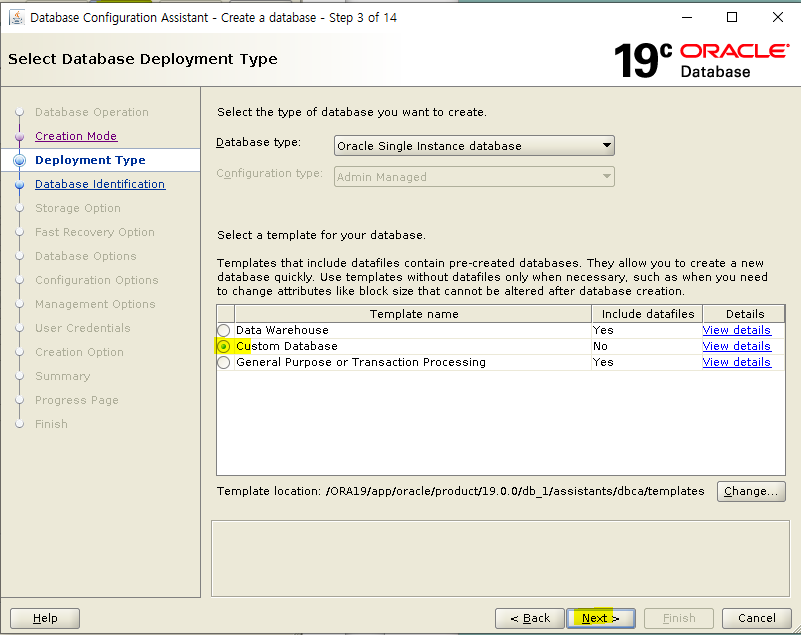 Database Configuration Assistant - Create a database - Step 3 of 14
Select Database Deployment Type
19c ORACLE
Database
Database Operation
Creation Mode
Deployment Type
Database Identification
Storage Option
Fast Recovery Option
Database Options
Configuration Options
Management Options
User Credentials
Creation Option
Summary
Progress Page
Finish
Select the type of database you want to create.
Database type: Oracle Single Instance database
Configuration type: Admin Managed
Select a template for your database.
Templates that include datafiles contain pre-created databases. They allow you to create a new
database quickly. Use templates without datafiles only when necessary, such as when you need
to change attributes like block size that cannot be altered after database creation.
Template name Include datafiles Details
Data Warehouse Yes View details
Custom Database No View details
General Purpose or Transaction Processing Yes View details
Template location: /ORA19/app/oracle/product/19.0.0/db_1/assistants/dbca/templates Change...
Help < Back Next > Finish Cancel